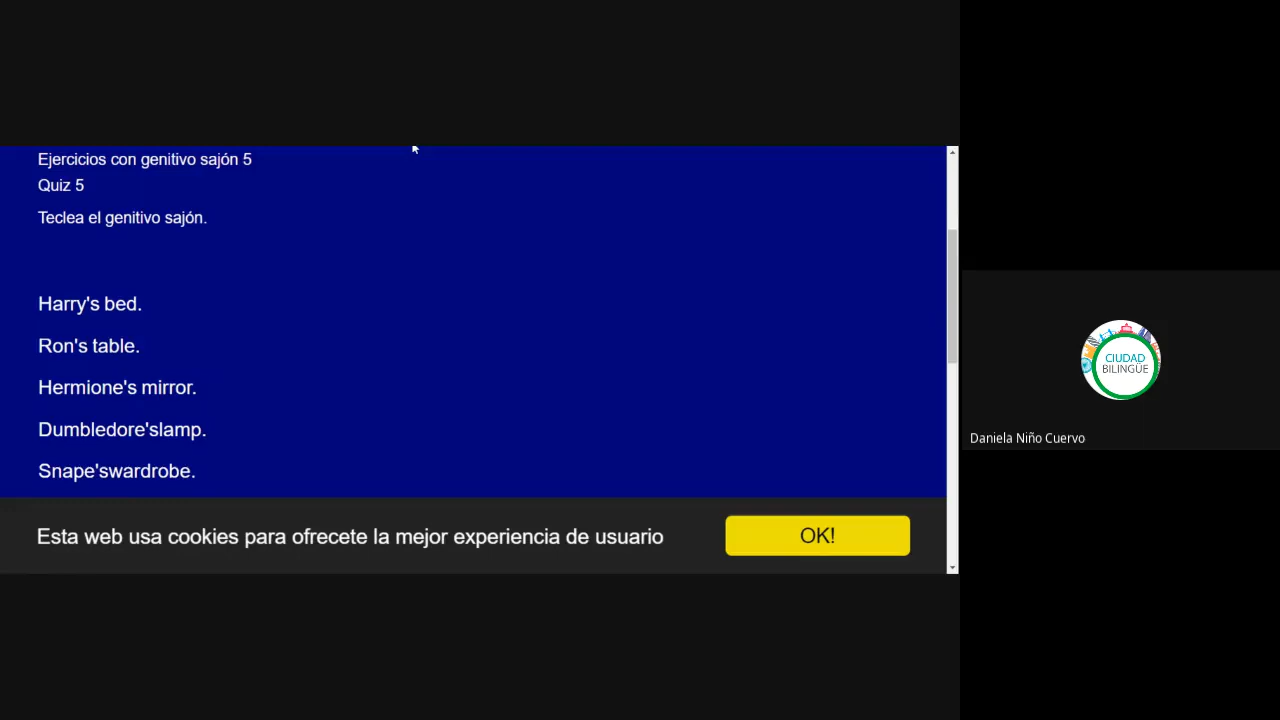 Ejercicios con genitivo sajón 5
Quiz 5
Teclea el genitivo sajón.
Harry's bed.
Ron's table.
Hermione's mirror.
Dumbledore'slamp.
Snape'swardrobe.
Esta web usa cookies para ofrecete la mejor experiencia de usuario
OK!
CIUDAD
BILINGÜE
Daniela Niño Cuervo